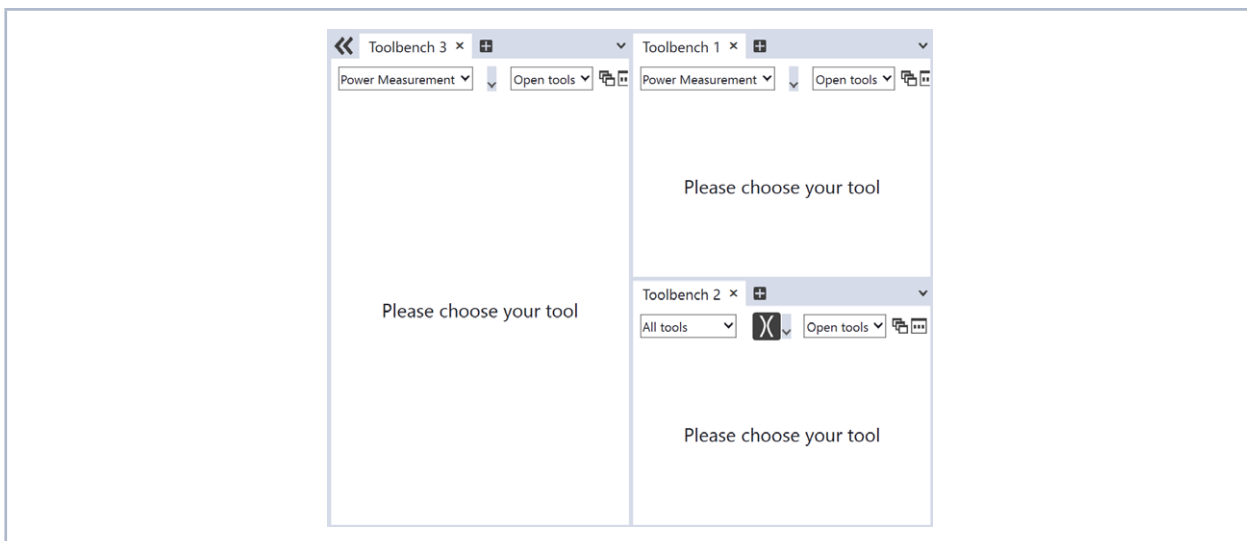 Toolbench 3
Power Measurement Open tools
Please choose your tool
Toolbench 1
Power Measurement Open tools
Please choose your tool
Toolbench 2
All tools Open tools
Please choose your tool